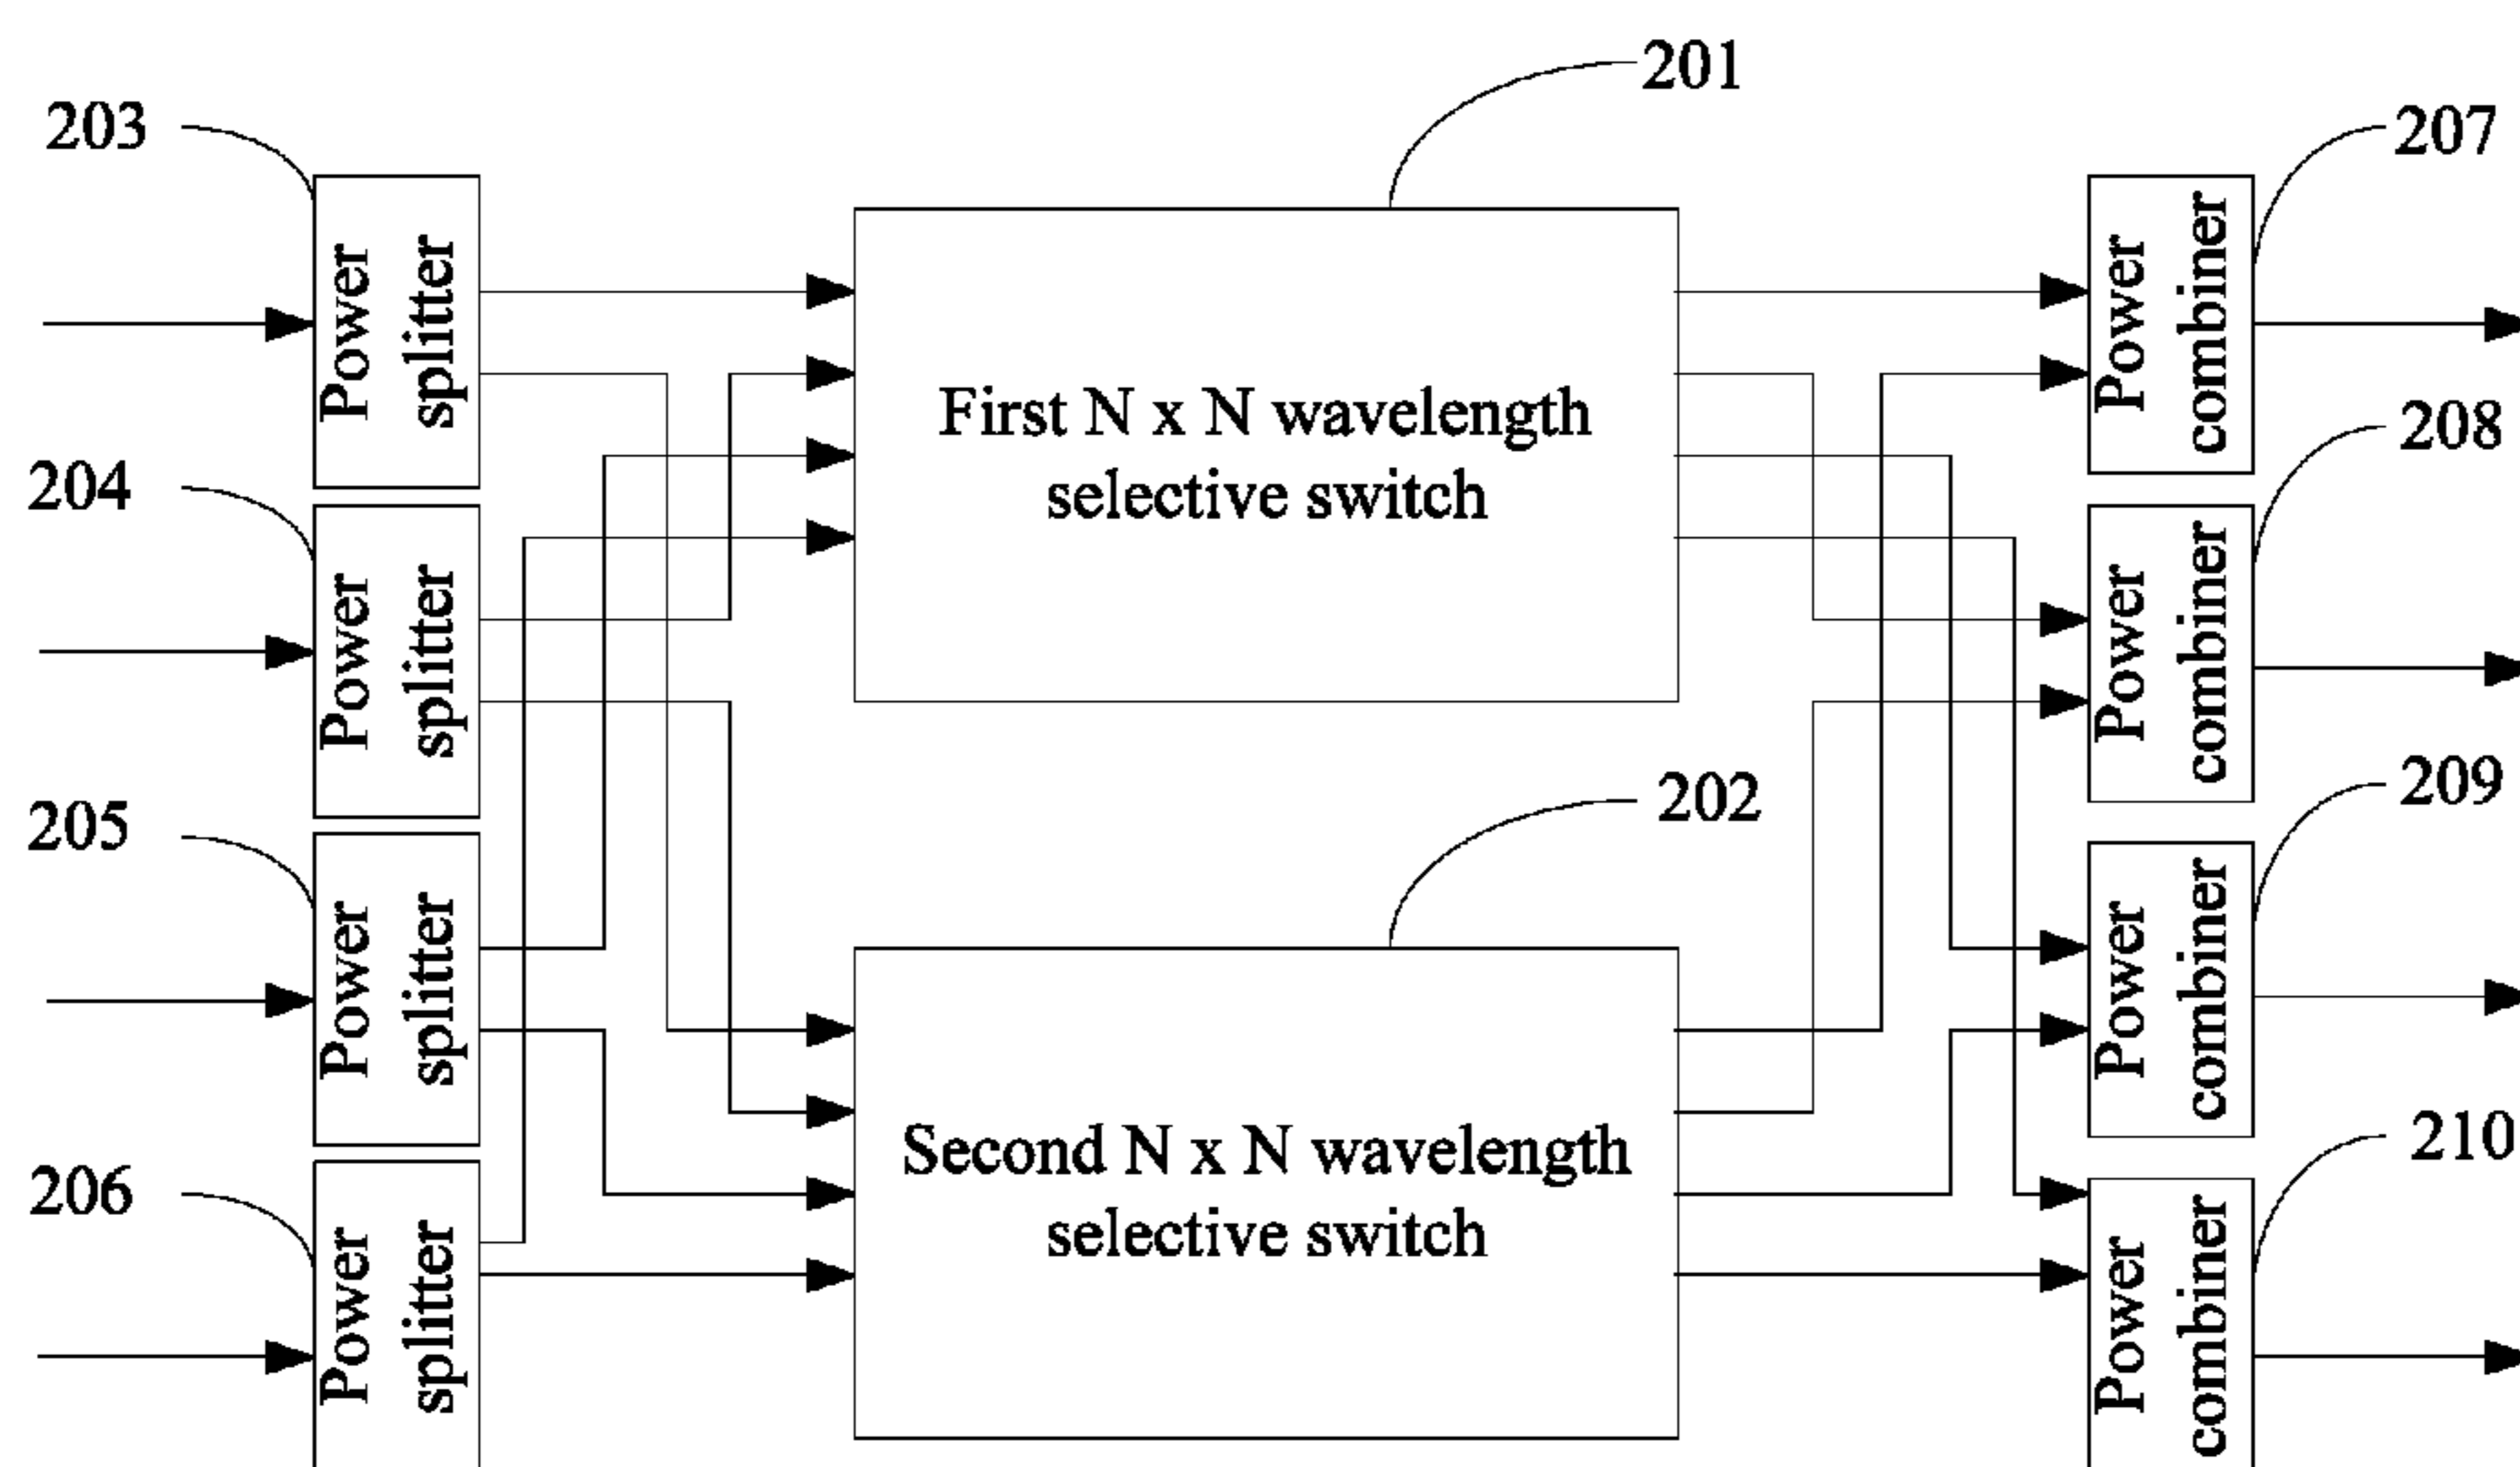 201
203
207
Power
splitter
Power
combiner
First N x N wavelength
selective switch
204
208
Power
splitter
Power
combiner
205
202
209
Power
splitter
Power
combiner
Second N x N wavelength
selective switch
206
210
Power
splitter
Power
combiner